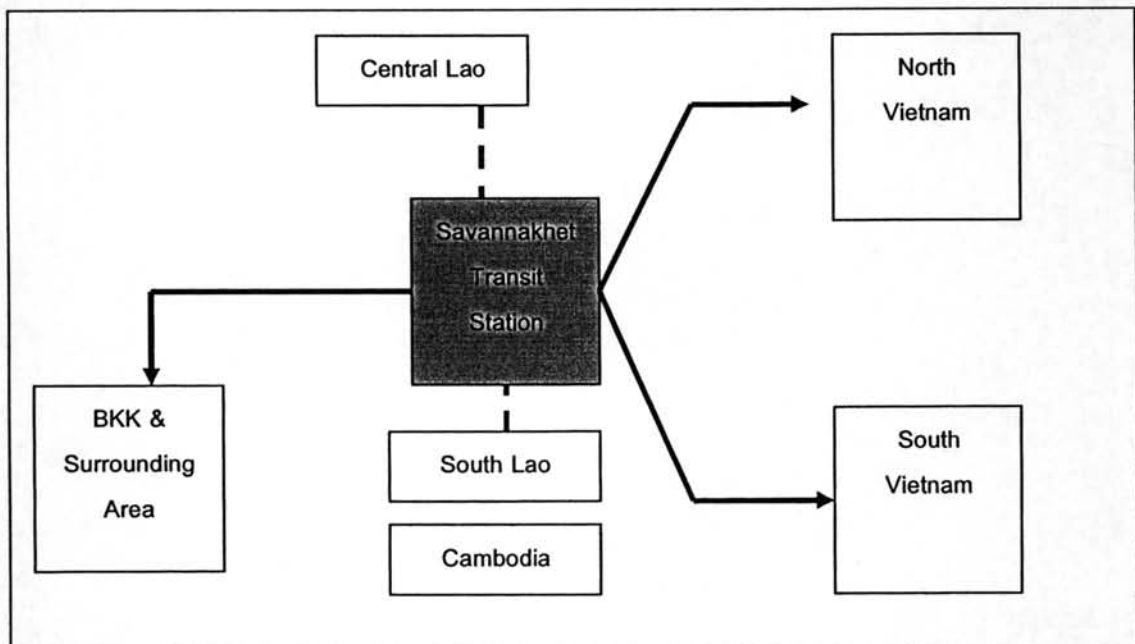 Central Lao
North
Vietnam
Savannakhet
Transit
Station
BKK &
Surrounding
Area
South Lao
Cambodia
South
Vietnam